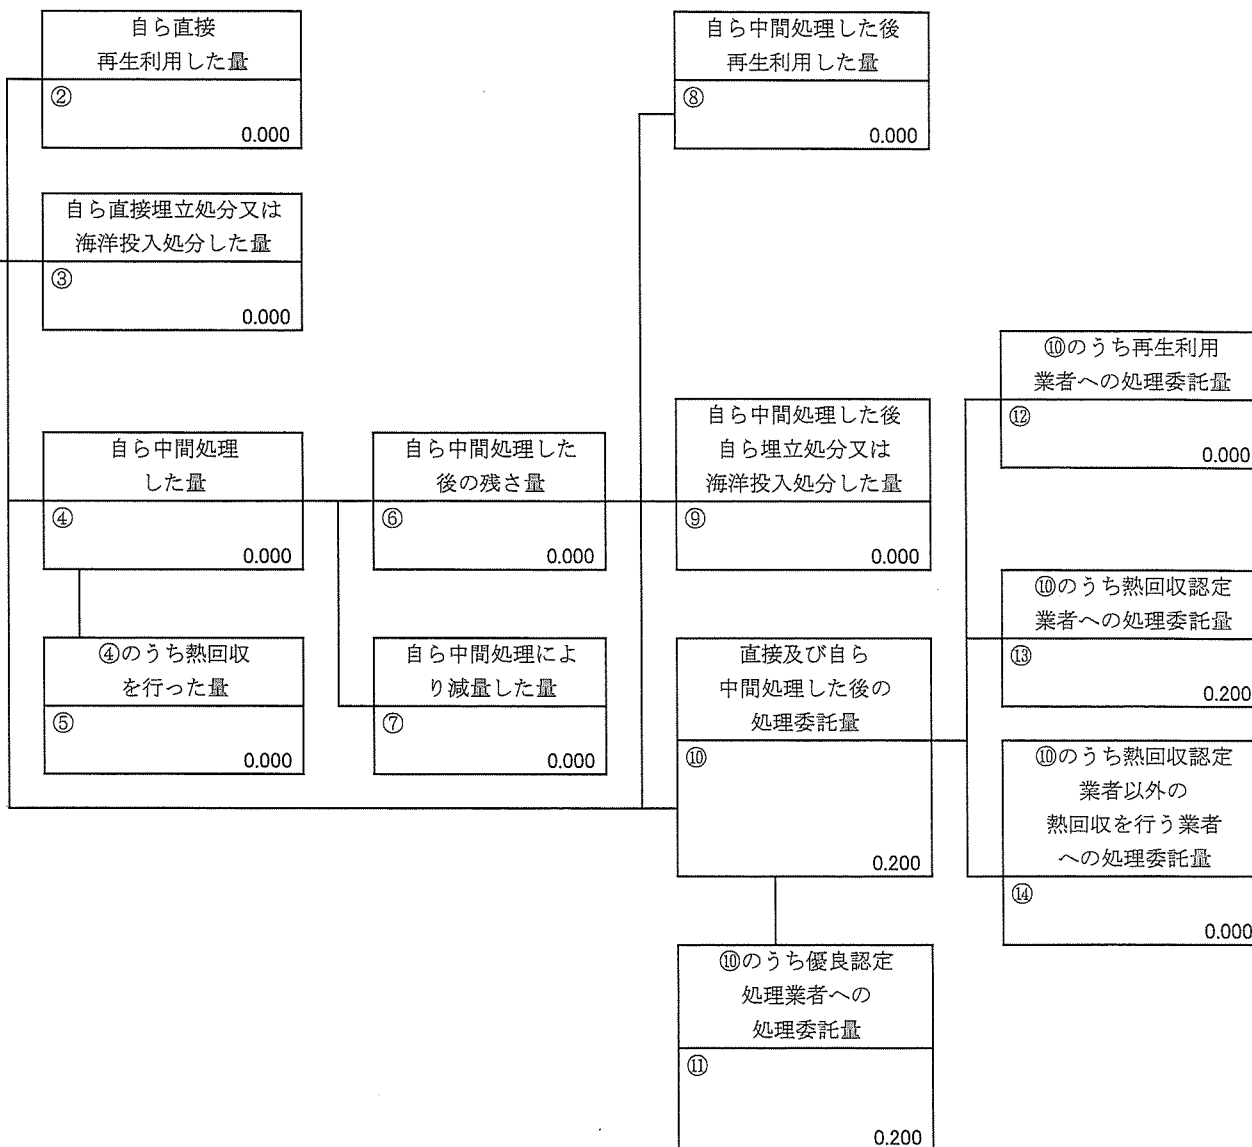 自ら直接
再生利用した量
②
0.000
自ら直接埋立処分又は
海洋投入処分した量
③
0.000
自ら中間処理
した量
④
0.000
④のうち熱回収
を行った量
⑤
0.000
自ら中間処理した
後の残さ量
⑥
0.000
自ら中間処理によ
り減量した量
⑦
0.000
自ら中間処理した後
再生利用した量
⑧
0.000
自ら中間処理した後
自ら埋立処分又は
海洋投入処分した量
⑨
0.000
直接及び自ら
中間処理した後の
処理委託量
⑩
0.200
⑩のうち優良認定
処理業者への
処理委託量
⑪
0.200
⑩のうち再生利用
業者への処理委託量
⑫
0.000
⑩のうち熱回収認定
業者への処理委託量
⑬
0.200
⑩のうち熱回収認定
業者以外の
熱回収を行う業者
への処理委託量
⑭
0.000